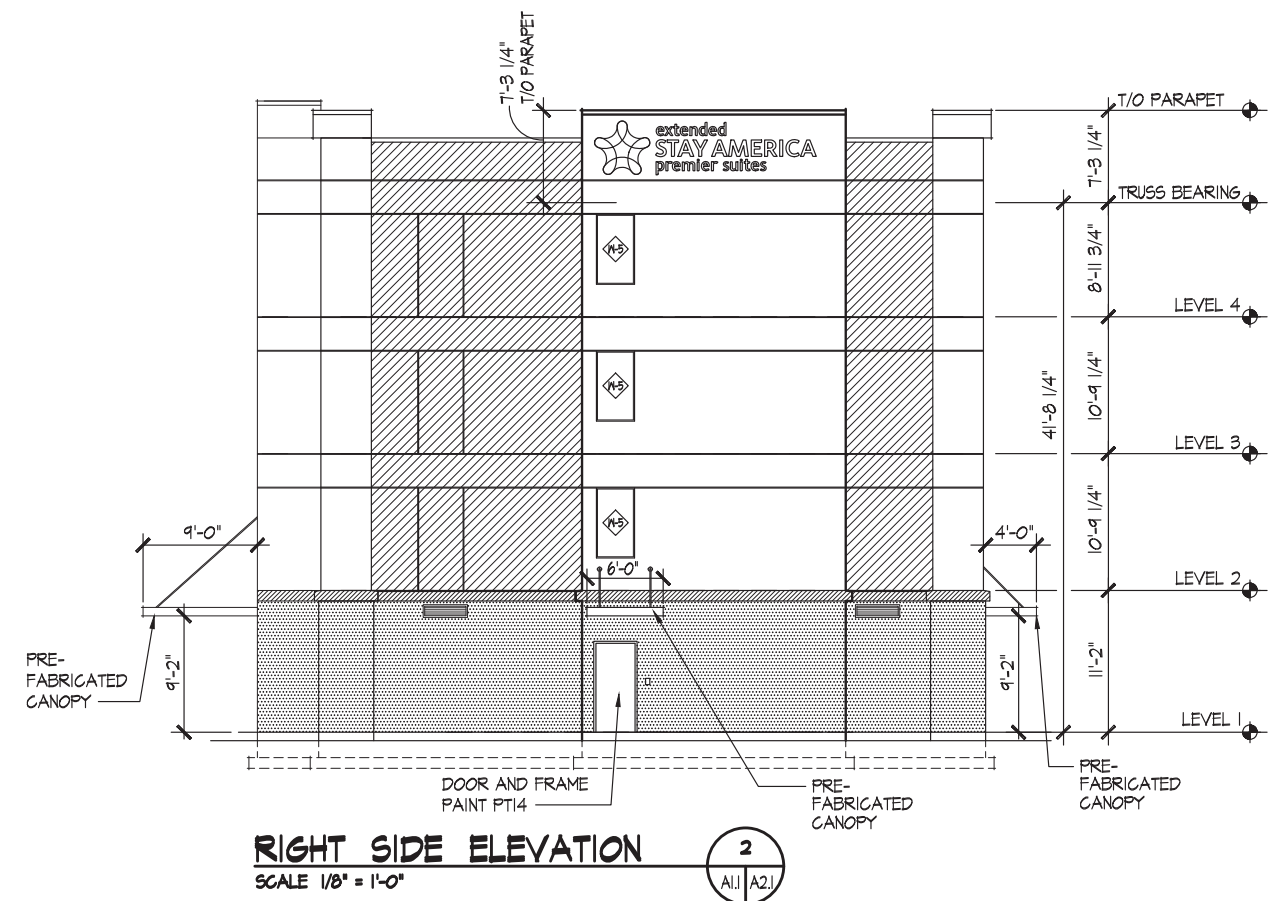 7'-3 1/4"
T/O PARAPET
extended
STAY AMERICA
premier suites
T/O PARAPET
7'-3 1/4"
TRUSS BEARING
8'-11 3/4"
W-5
LEVEL 4
10'-9 1/4"
W-5
41'-8 1/4"
LEVEL 3
10'-9 1/4"
W-5
9'-0"
4'-0"
6'-0"
LEVEL 2
PRE-
FABRICATED
CANOPY
9'-2"
9'-2"
11'-2"
LEVEL 1
DOOR AND FRAME
PAINT PT14
PRE-
FABRICATED
CANOPY
PRE-
FABRICATED
CANOPY
RIGHT SIDE ELEVATION
SCALE 1/8" = 1'-0"
2
A1.1 A2.1